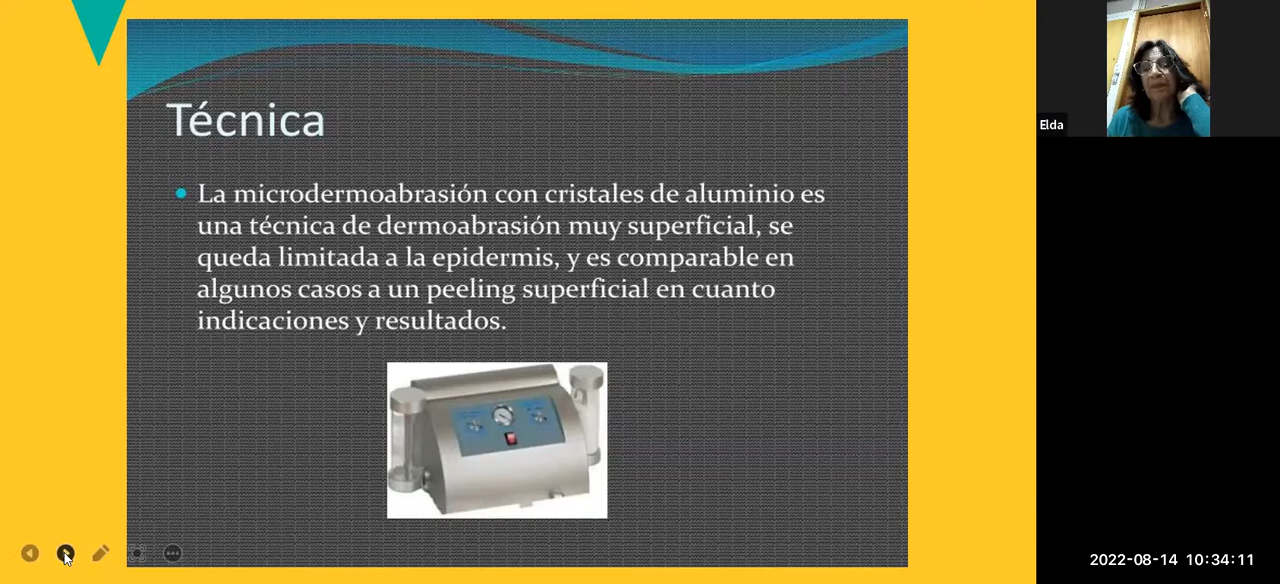 Técnica
La microdermoabrasión con cristales de aluminio es
una técnica de dermoabrasión muy superficial, se
queda limitada a la epidermis, y es comparable en
algunos casos a un peeling superficial en cuanto
indicaciones y resultados.
Elda
2022-08-14 10:34:11